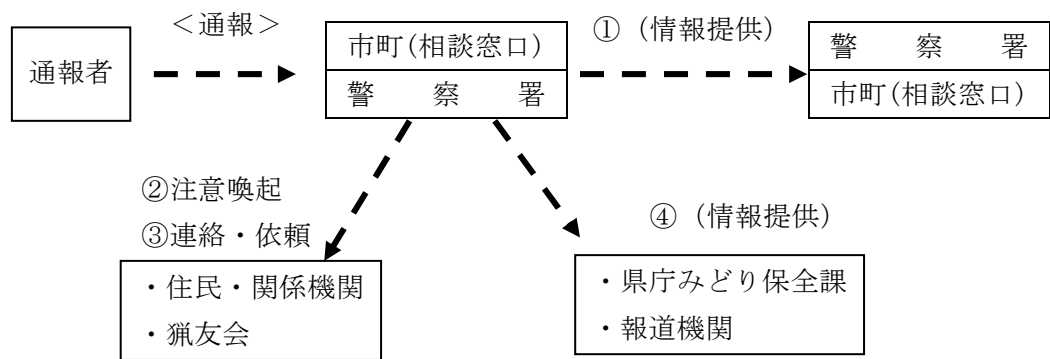 ＜通報＞
通報者
市町(相談窓口)
警　察　署
① (情報提供)
警　察　署
市町(相談窓口)
②注意喚起
③連絡・依頼
・住民・関係機関
・猟友会
④ (情報提供)
・県庁みどり保全課
・報道機関